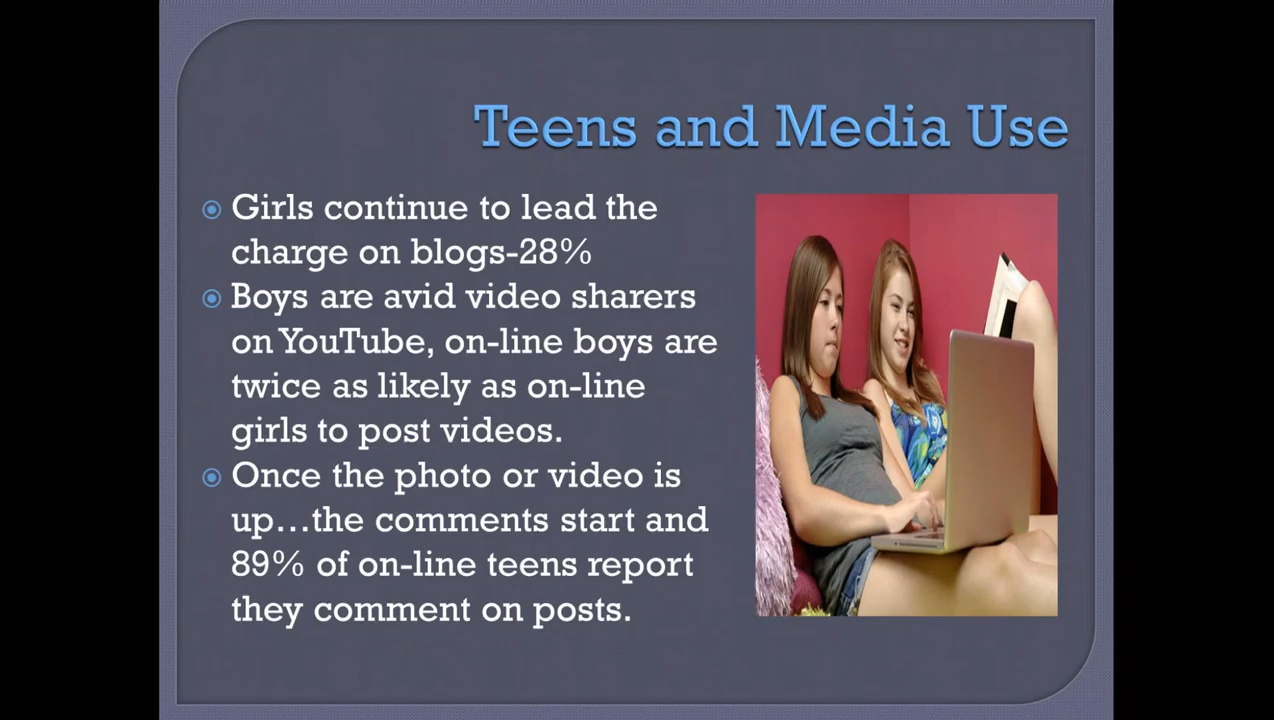 Teens and Media Use
Girls continue to lead the
charge on blogs-28%
Boys are avid video sharers
on YouTube, on-line boys are
twice as likely as on-line
girls to post videos.
Once the photo or video is
up...the comments start and
89% of on-line teens report
they comment on posts.